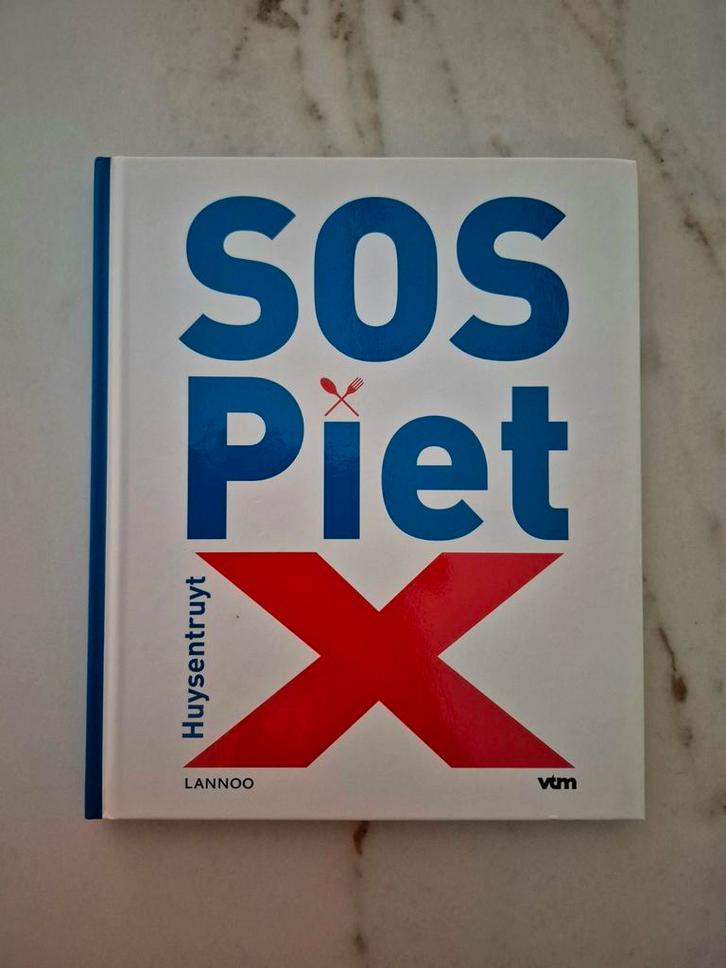 SOS
Piet
X
Huysentruyt
LANNOO
vtm